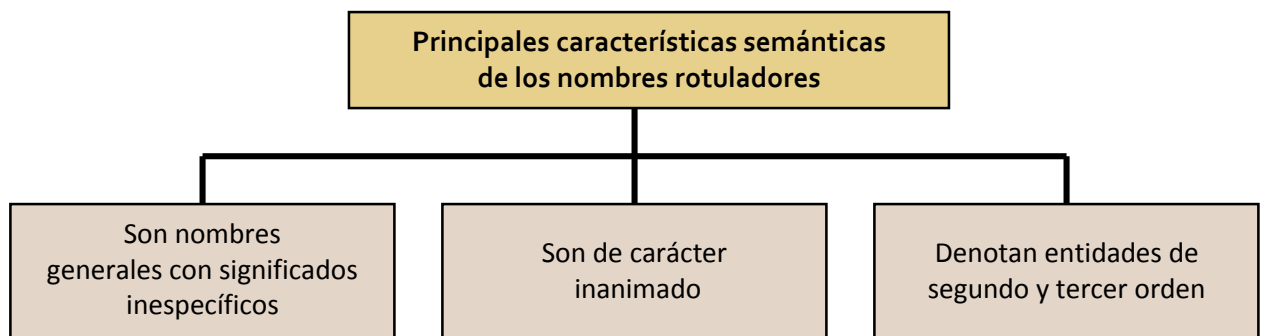 Principales características semánticas
de los nombres rotuladores
Son nombres
generales con significados
inespecíficos
Son de carácter
inanimado
Denotan entidades de
segundo y tercer orden